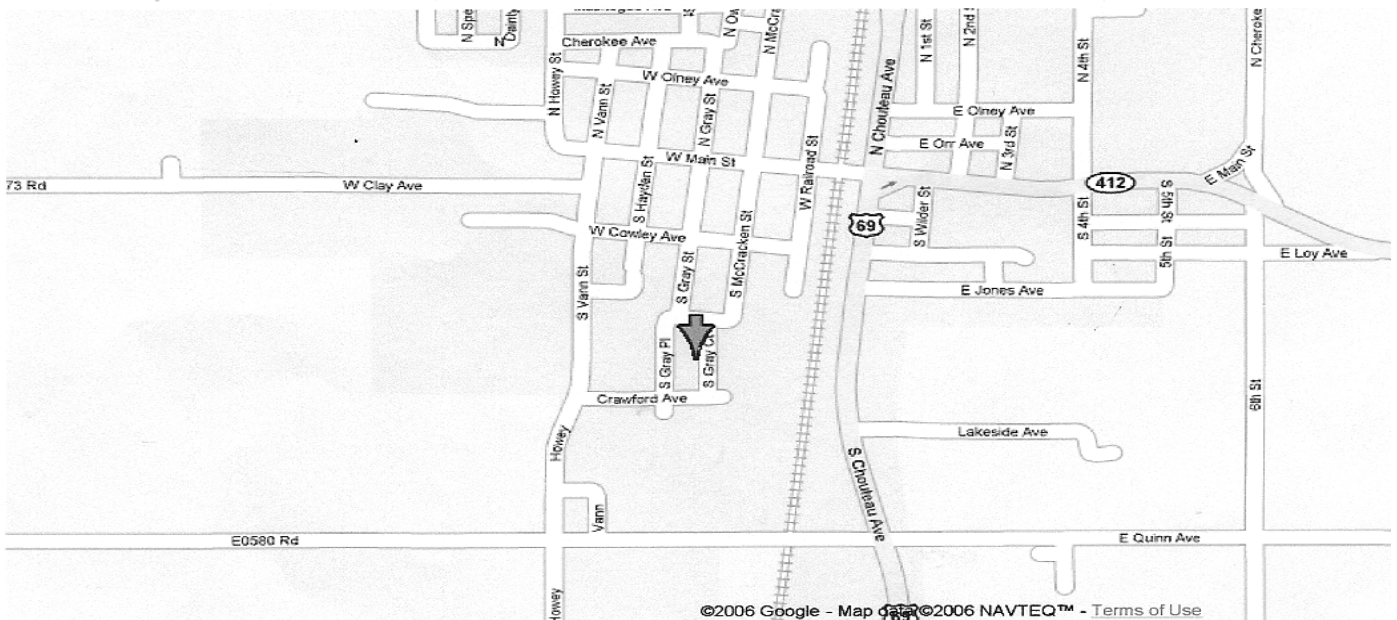 N Spe
N Dainty
Cherokee Ave
N McCra
N 1st St
N 2nd S
N 4th St
N Cheroke
N Chouteau Ave
W Olney Ave
N Howey St
N Vann St
N Gray St
E Olney Ave
E Orr Ave
N 3rd St
W Main St
W Railroad St
E Main St
73 Rd
W Clay Ave
S Hayden St
412
S 5th St
S 4th St
S Wilder St
69
W Cowley Ave
S McCracken St
5th St
E Loy Ave
S Gray St
S Vann St
E Jones Ave
S Gray Pl
S Gray Ct
Crawford Ave
6th St
Howey
Lakeside Ave
S Chouteau Ave
Vann
E0580 Rd
E Quinn Ave
Howey
©2006 Google - Map data ©2006 NAVTEQ™ - Terms of Use
69